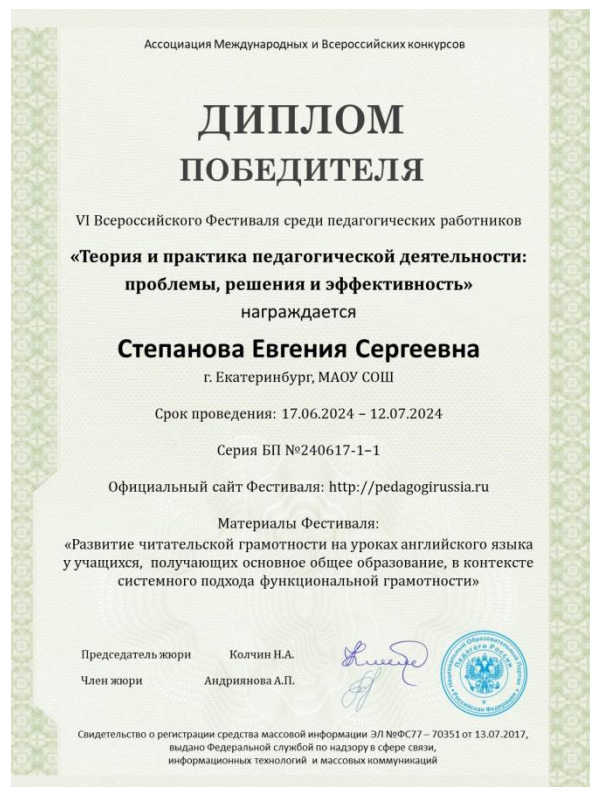 Ассоциация Международных и Всероссийских конкурсов
ДИПЛОМ
ПОБЕДИТЕЛЯ
VI Всероссийского Фестиваля среди педагогических работников
«Теория и практика педагогической деятельности:
проблемы, решения и эффективность»
награждается
Степанова Евгения Сергеевна
г. Екатеринбург, МАОУ СОШ
Срок проведения: 17.06.2024 – 12.07.2024
Серия БП №240617-1–1
Официальный сайт Фестиваля: http://pedagogirussia.ru
Материалы Фестиваля:
«Развитие читательской грамотности на уроках английского языка
у учащихся, получающих основное общее образование, в контексте
системного подхода функциональной грамотности»
Председатель жюри Колчин Н.А.
Член жюри Андриянова А.П.
Педагоги России
Российская Федерация
Свидетельство о регистрации средства массовой информации ЭЛ №ФС77 – 70351 от 13.07.2017,
выдано Федеральной службой по надзору в сфере связи,
информационных технологий и массовых коммуникаций